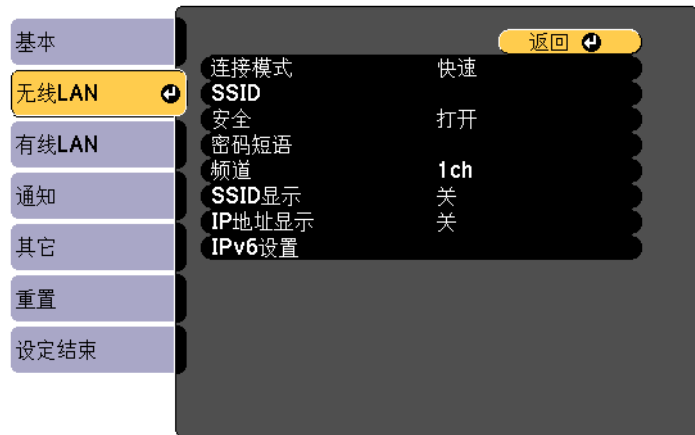 基本
无线LAN
有线LAN
通知
其它
重置
设定结束
返回
连接模式 快速
SSID
安全 打开
密码短语
频道 1ch
SSID显示 关
IP地址显示 关
IPv6设置